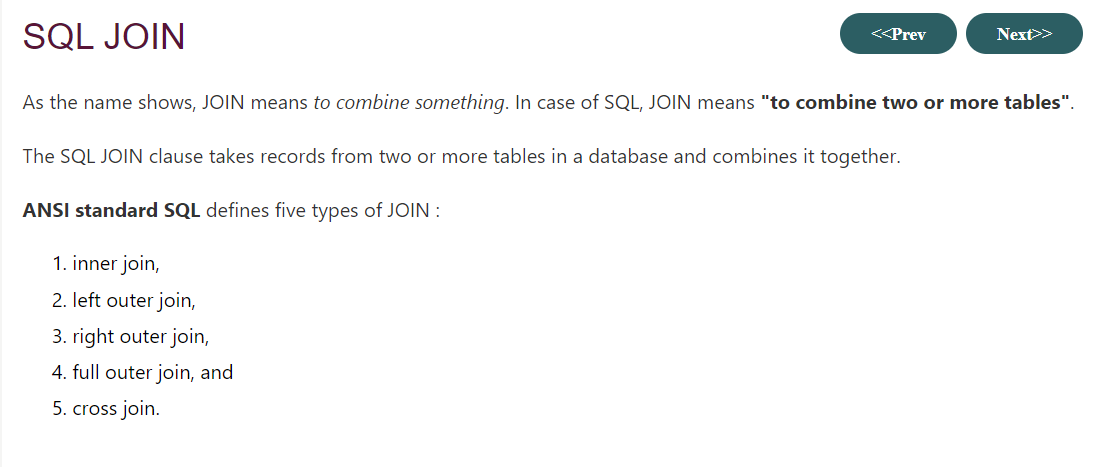 SQL JOIN
<<Prev
Next>>
As the name shows, JOIN means to combine something. In case of SQL, JOIN means "to combine two or more tables".
The SQL JOIN clause takes records from two or more tables in a database and combines it together.
ANSI standard SQL defines five types of JOIN :
1. inner join,
2. left outer join,
3. right outer join,
4. full outer join, and
5. cross join.